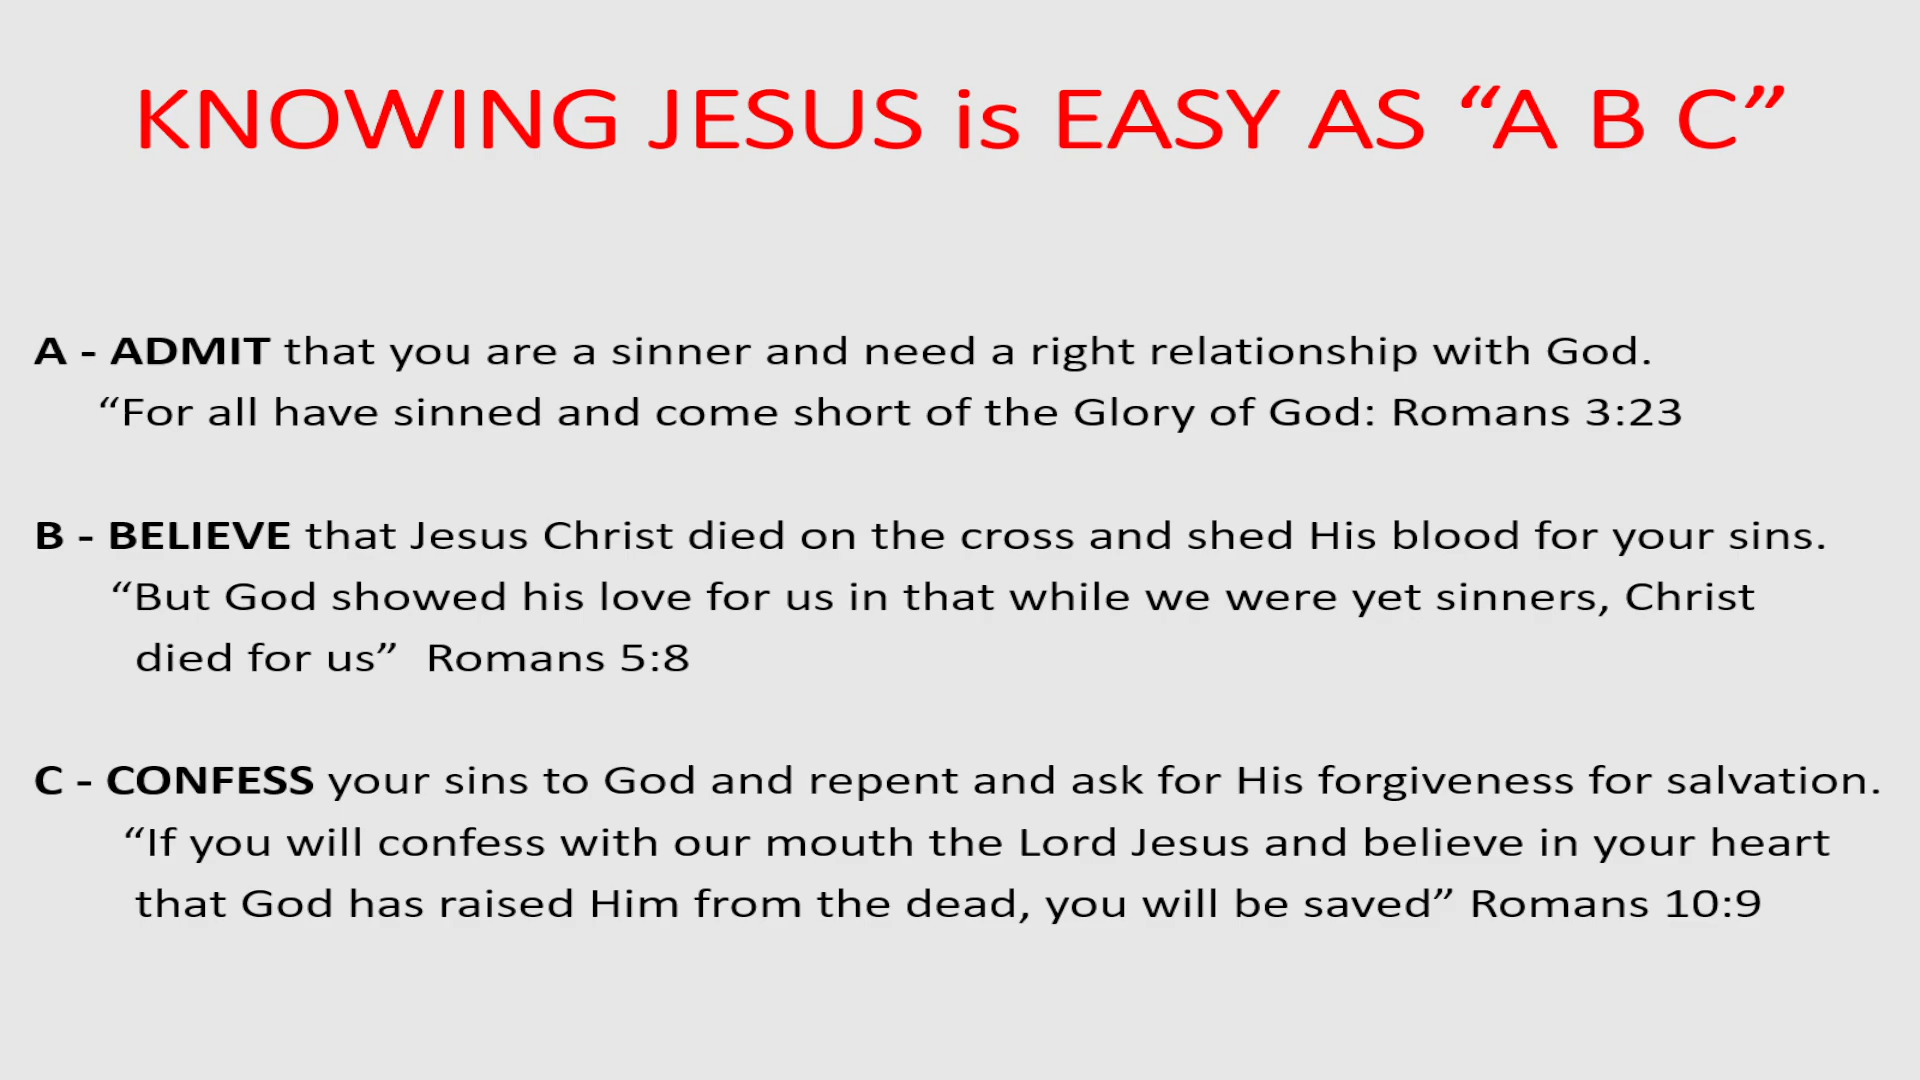 KNOWING JESUS is EASY AS “A B C”
A - ADMIT that you are a sinner and need a right relationship with God.
“For all have sinned and come short of the Glory of God: Romans 3:23
B - BELIEVE that Jesus Christ died on the cross and shed His blood for your sins.
“But God showed his love for us in that while we were yet sinners, Christ
died for us” Romans 5:8
C - CONFESS your sins to God and repent and ask for His forgiveness for salvation.
“If you will confess with our mouth the Lord Jesus and believe in your heart
that God has raised Him from the dead, you will be saved” Romans 10:9